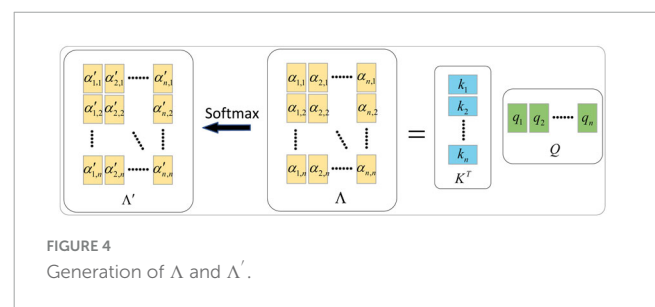 α′1,1 α′2,1 ······ α′n,1
α′1,2 α′2,2 α′n,2
α′1,n α′2,n ······ α′n,n
Λ′
Softmax
α1,1 α2,1 ······ αn,1
α1,2 α2,2 αn,2
α1,n α2,n ······ αn,n
Λ
=
k1
k2
kn
K^T
q1 q2 ······ qn
Q
FIGURE 4
Generation of Λ and Λ′.